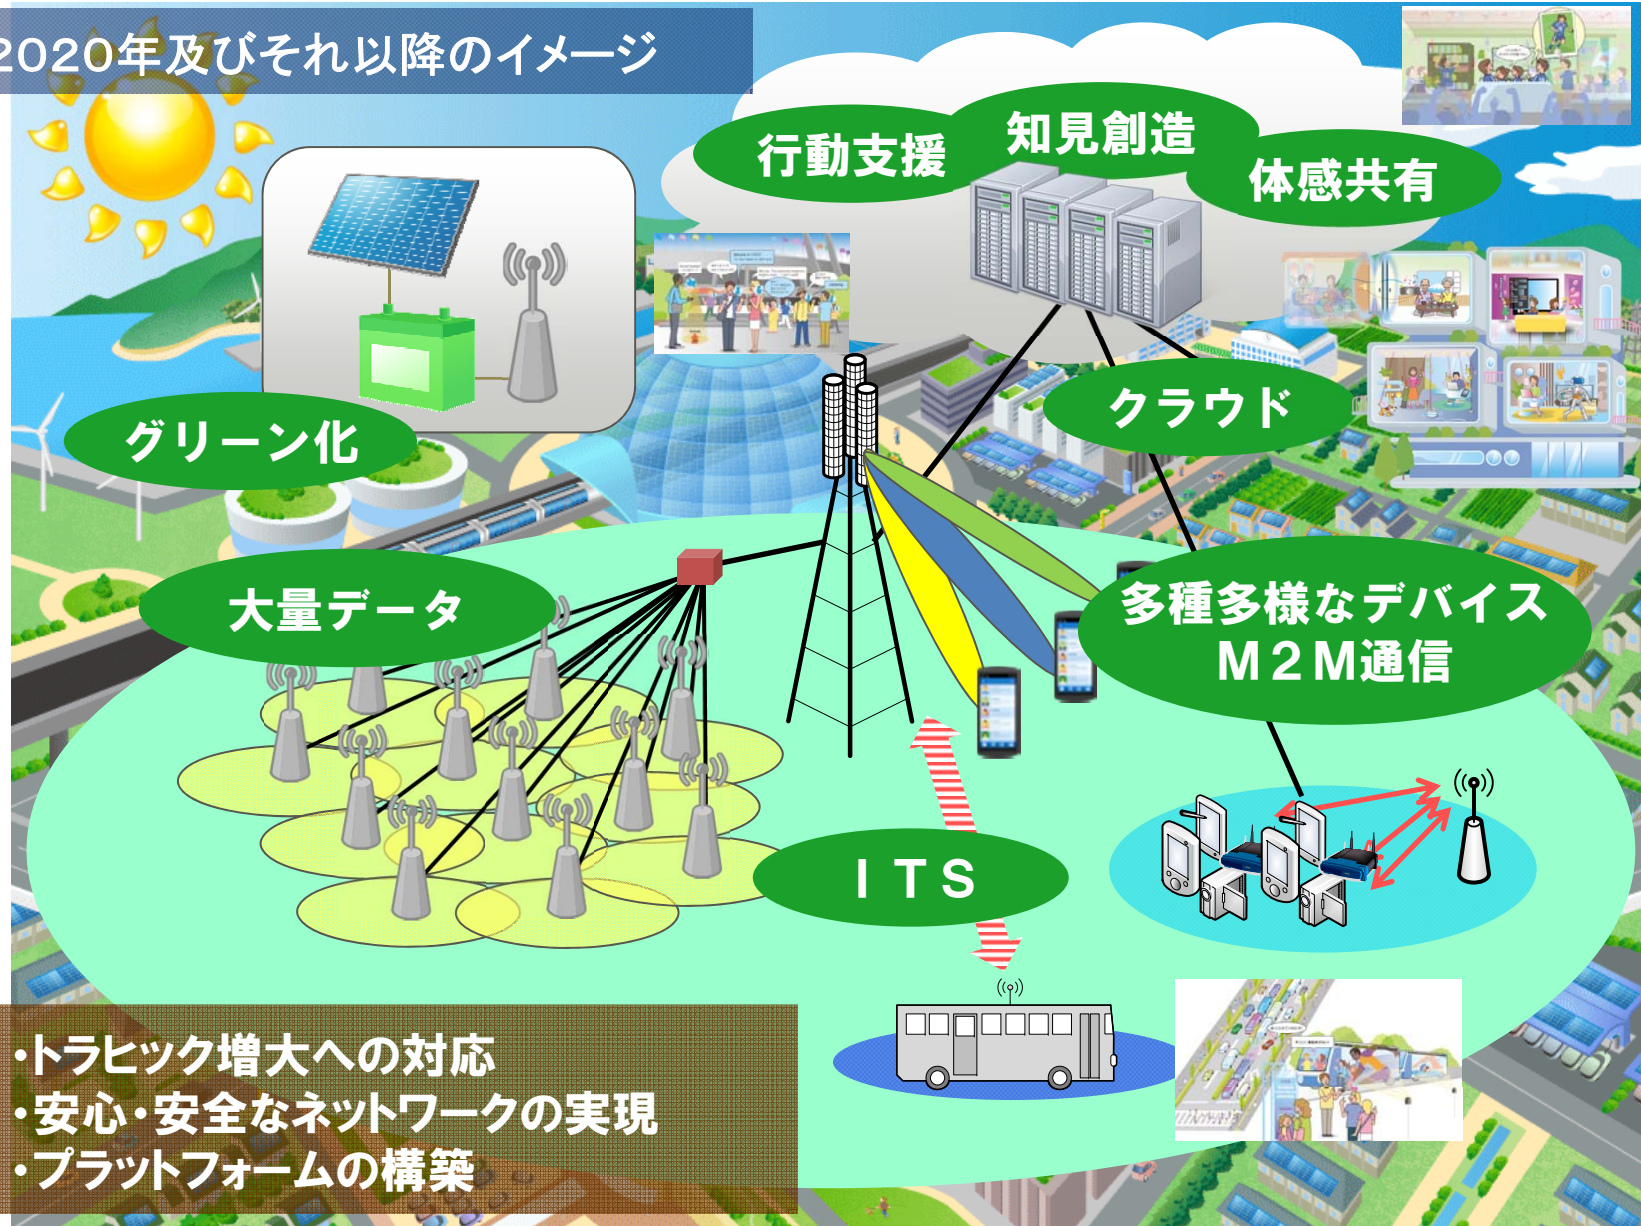 2020年及びそれ以降のイメージ
行動支援
知見創造
体感共有
グリーン化
クラウド
大量データ
多種多様なデバイス
M2M通信
ITS
・トラヒック増大への対応
・安心・安全なネットワークの実現
・プラットフォームの構築